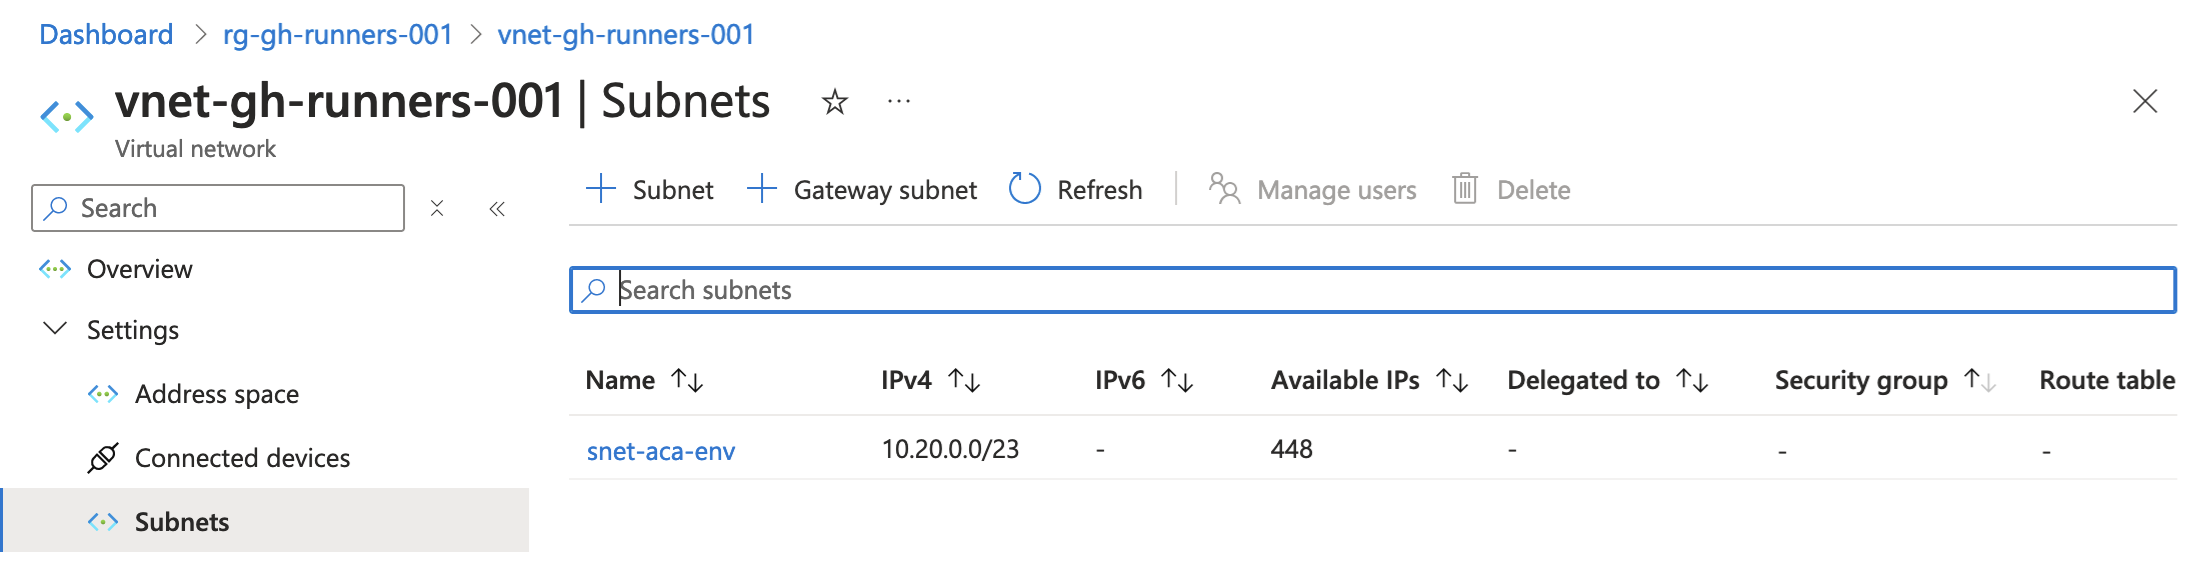 Dashboard > rg-gh-runners-001 > vnet-gh-runners-001
vnet-gh-runners-001 | Subnets
Virtual network
Search
Overview
Settings
Address space
Connected devices
Subnets
Subnet Gateway subnet Refresh Manage users Delete
Search subnets
Name IPv4 IPv6 Available IPs Delegated to Security group Route table
snet-aca-env 10.20.0.0/23 - 448 - - -